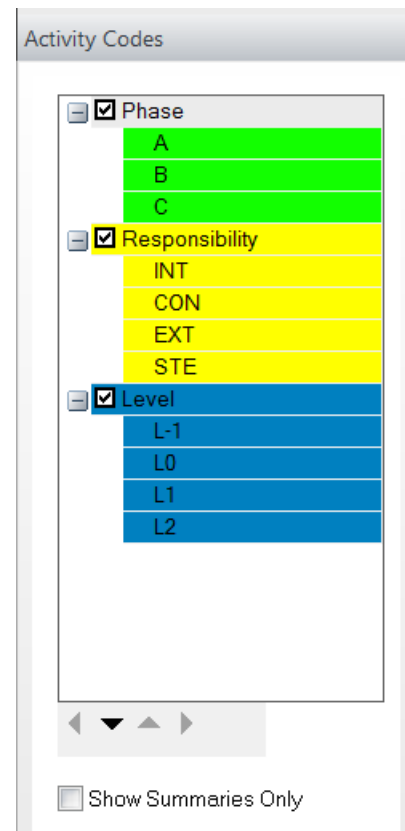 Activity Codes
Phase
A
B
C
Responsibility
INT
CON
EXT
STE
Level
L-1
L0
L1
L2
Show Summaries Only